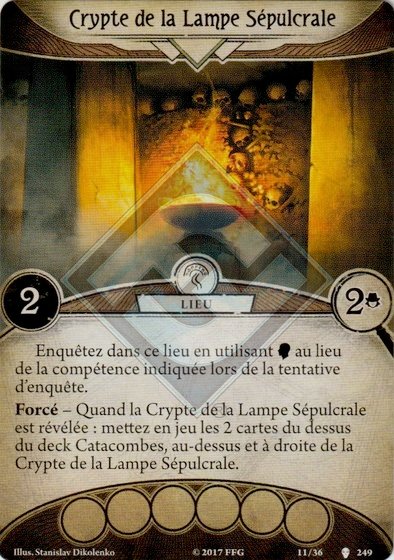 Crypte de la Lampe Sépulcrale
2
LIEU
2
Enquêtez dans ce lieu en utilisant au lieu
de la compétence indiquée lors de la tentative
d'enquête.
Forcé – Quand la Crypte de la Lampe Sépulcrale
est révélée : mettez en jeu les 2 cartes du dessus
du deck Catacombes, au-dessus et à droite de la
Crypte de la Lampe Sépulcrale.
Illus. Stanislav Dikolenko © 2017 FFG 11/36 249